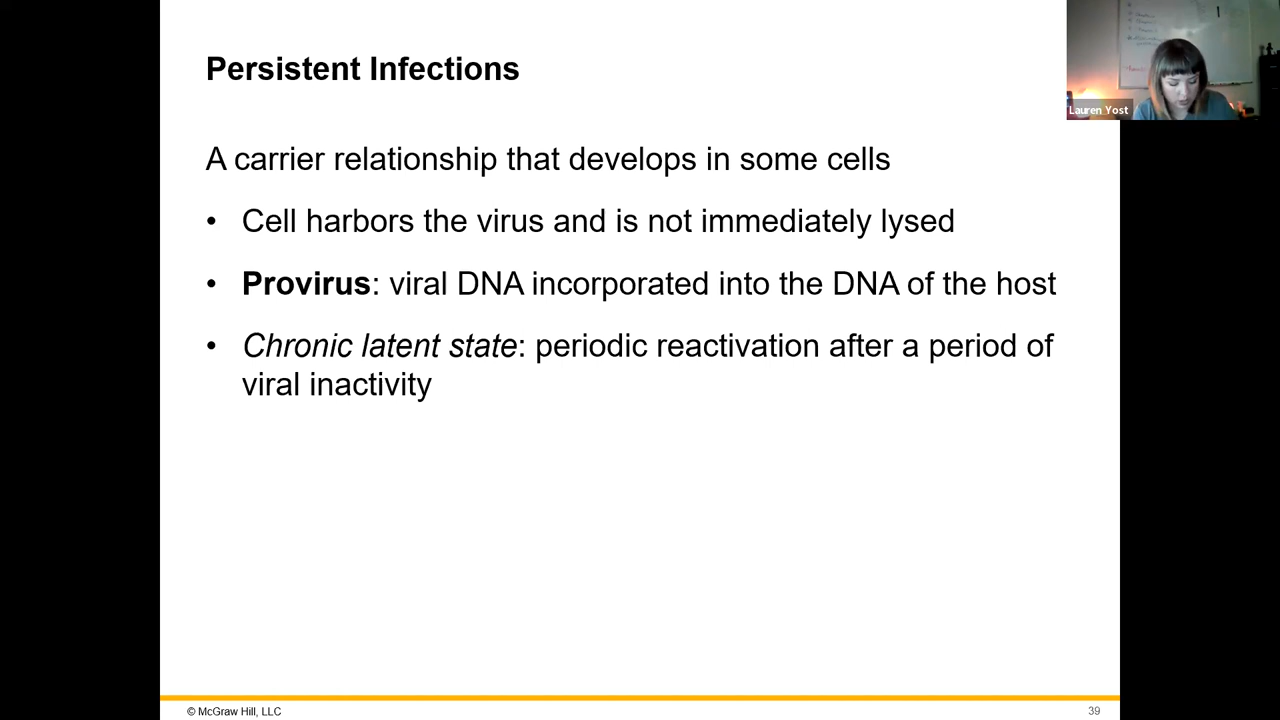 Persistent Infections
Lauren Yost
A carrier relationship that develops in some cells
• Cell harbors the virus and is not immediately lysed
• Provirus: viral DNA incorporated into the DNA of the host
• Chronic latent state: periodic reactivation after a period of
viral inactivity
© McGraw Hill, LLC
39